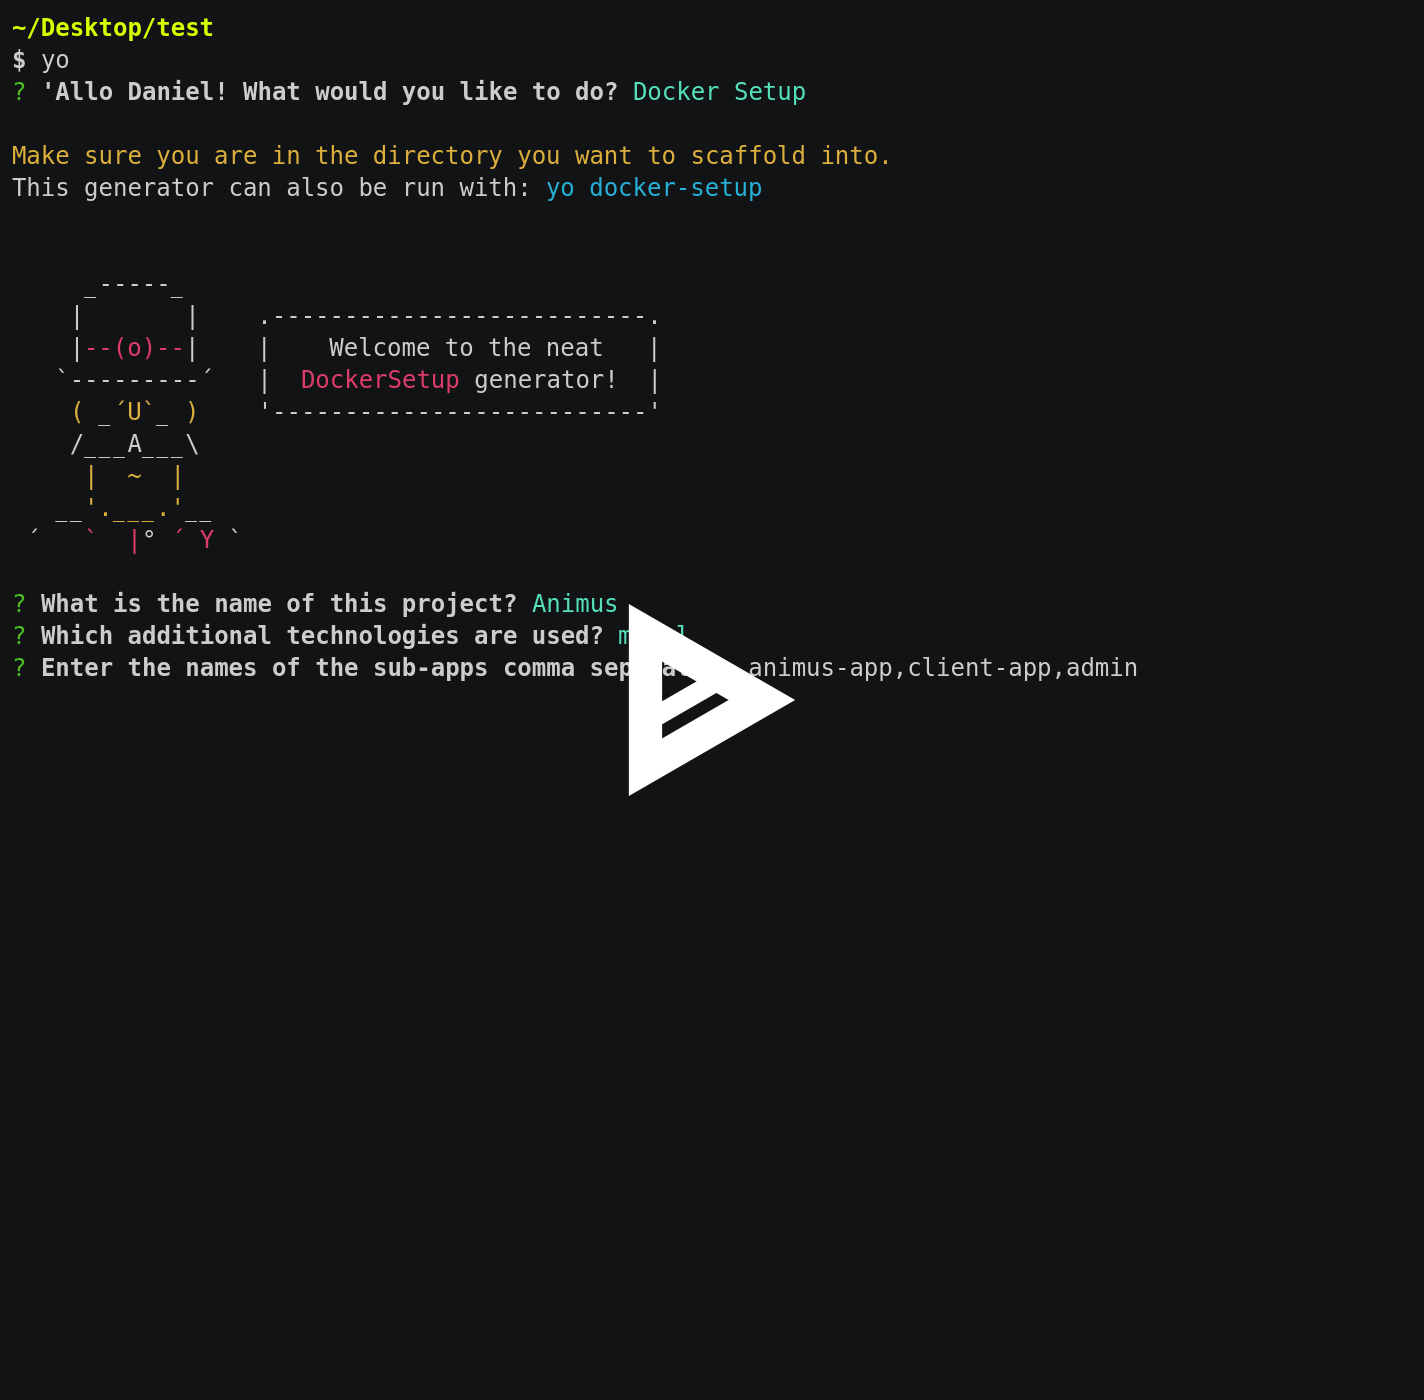 ~/Desktop/test
$ yo
? 'Allo Daniel! What would you like to do? Docker Setup
Make sure you are in the directory you want to scaffold into.
This generator can also be run with: yo docker-setup
     _-----_
    |       |    .--------------------------.
    |--(o)--|    |    Welcome to the neat   |
   `---------´   |  DockerSetup generator!  |
    ( _´U`_ )    '--------------------------'
    /___A___\
     |  ~  |
   __'.___.'__
 ´   `  |° ´ Y `
? What is the name of this project? Animus
? Which additional technologies are used?
? Enter the names of the sub-apps comma animus-app,client-app,admin